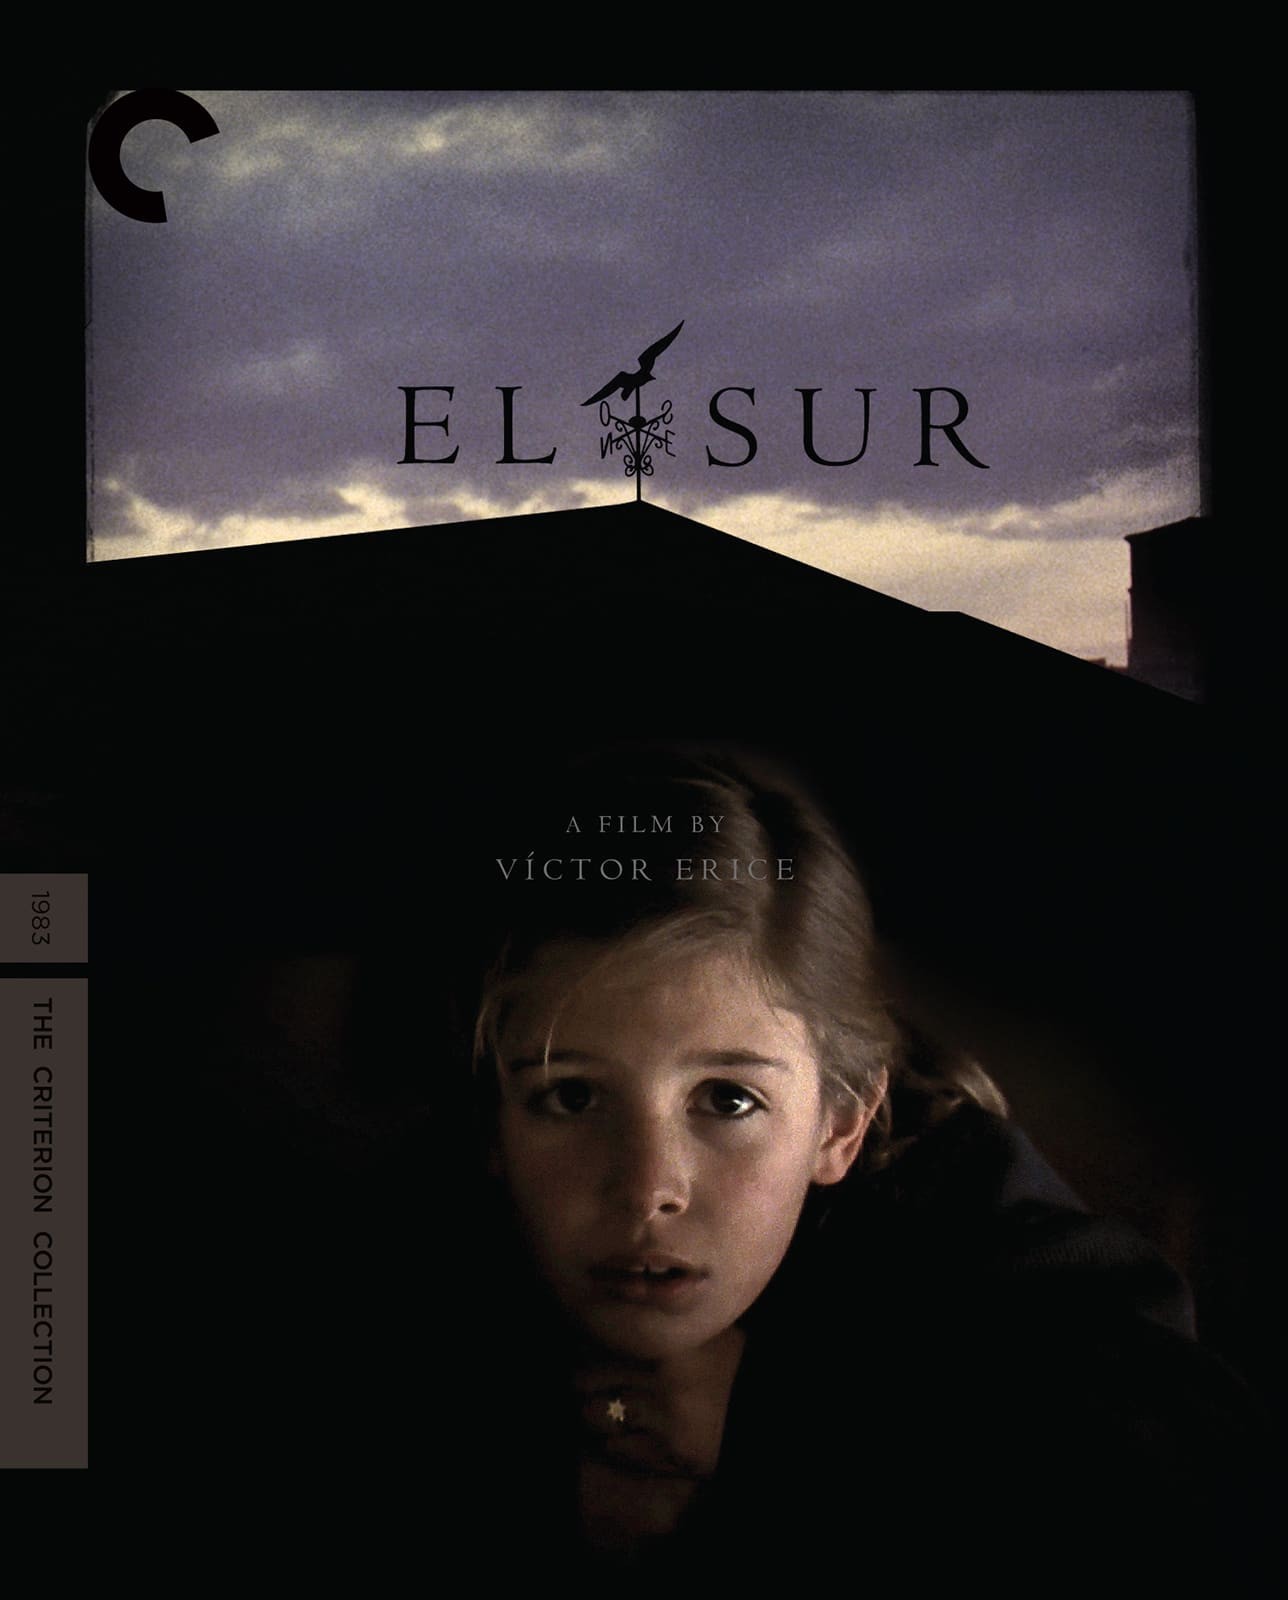 EL SUR
O S
N E
A FILM BY
VÍCTOR ERICE
1983
THE CRITERION COLLECTION